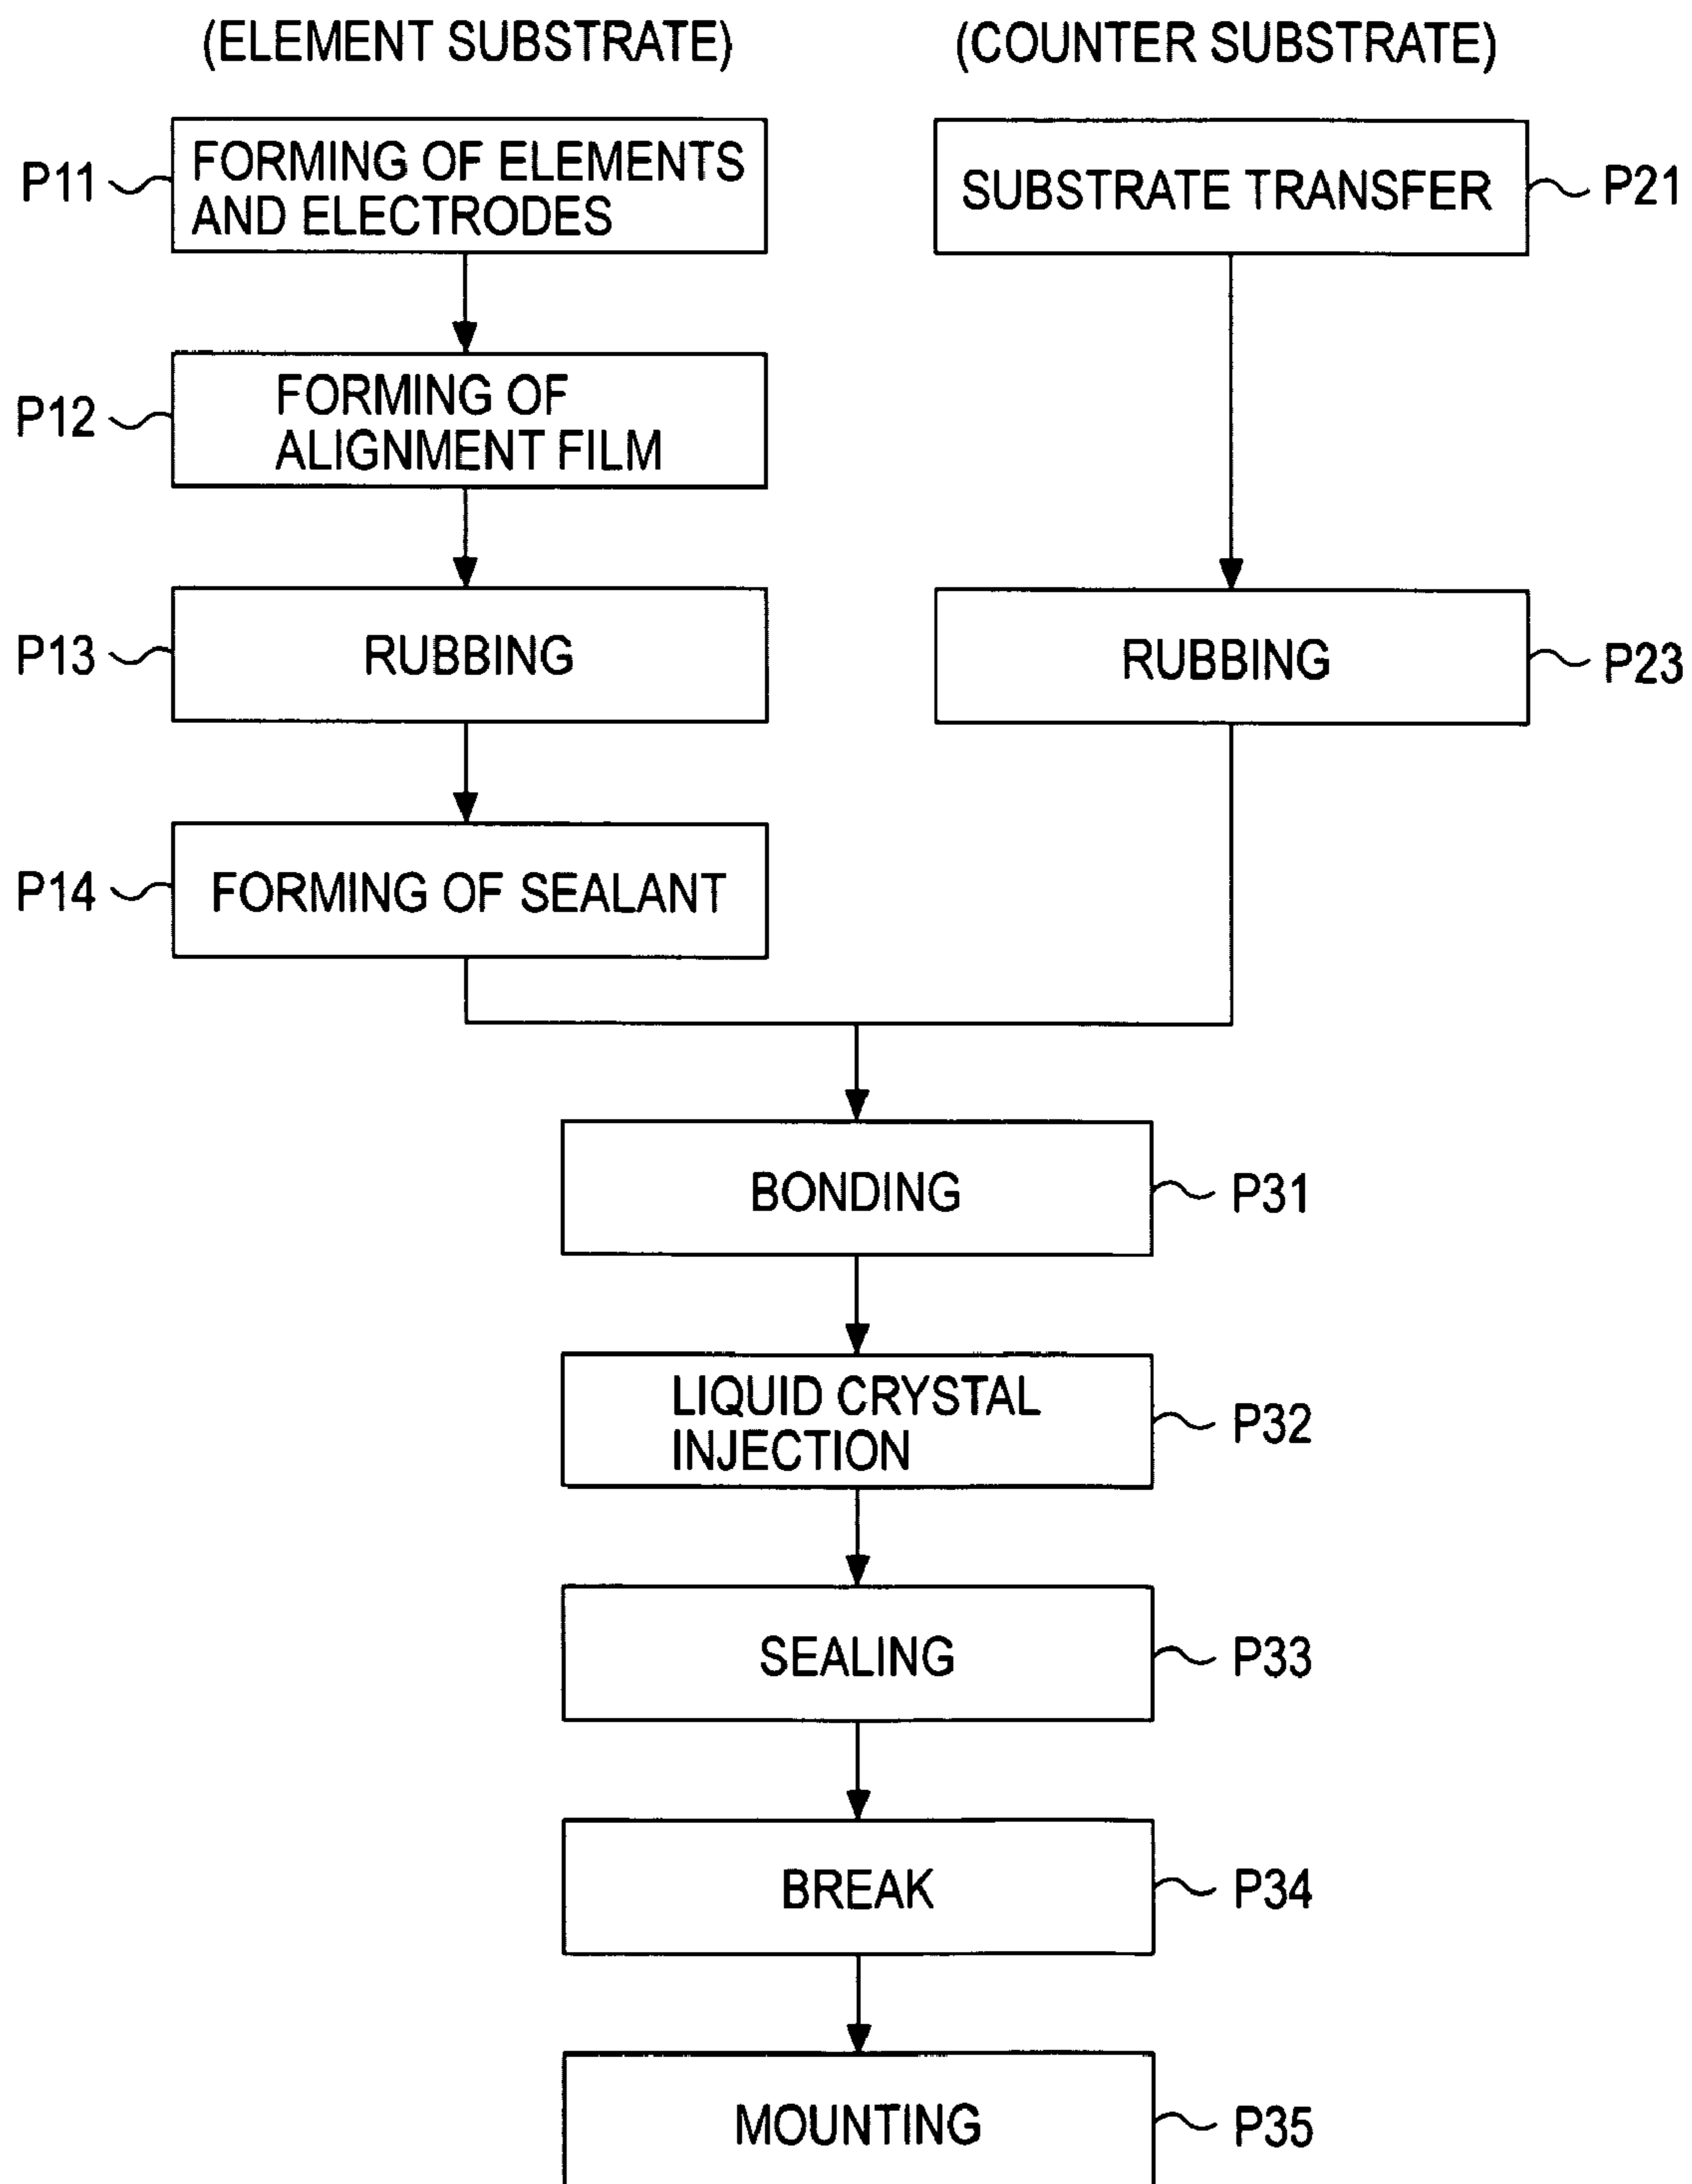 (ELEMENT SUBSTRATE)
(COUNTER SUBSTRATE)
P11
FORMING OF ELEMENTS
AND ELECTRODES
SUBSTRATE TRANSFER
P21
P12
FORMING OF
ALIGNMENT FILM
P13
RUBBING
RUBBING
P23
P14
FORMING OF SEALANT
BONDING
P31
LIQUID CRYSTAL
INJECTION
P32
SEALING
P33
BREAK
P34
MOUNTING
P35